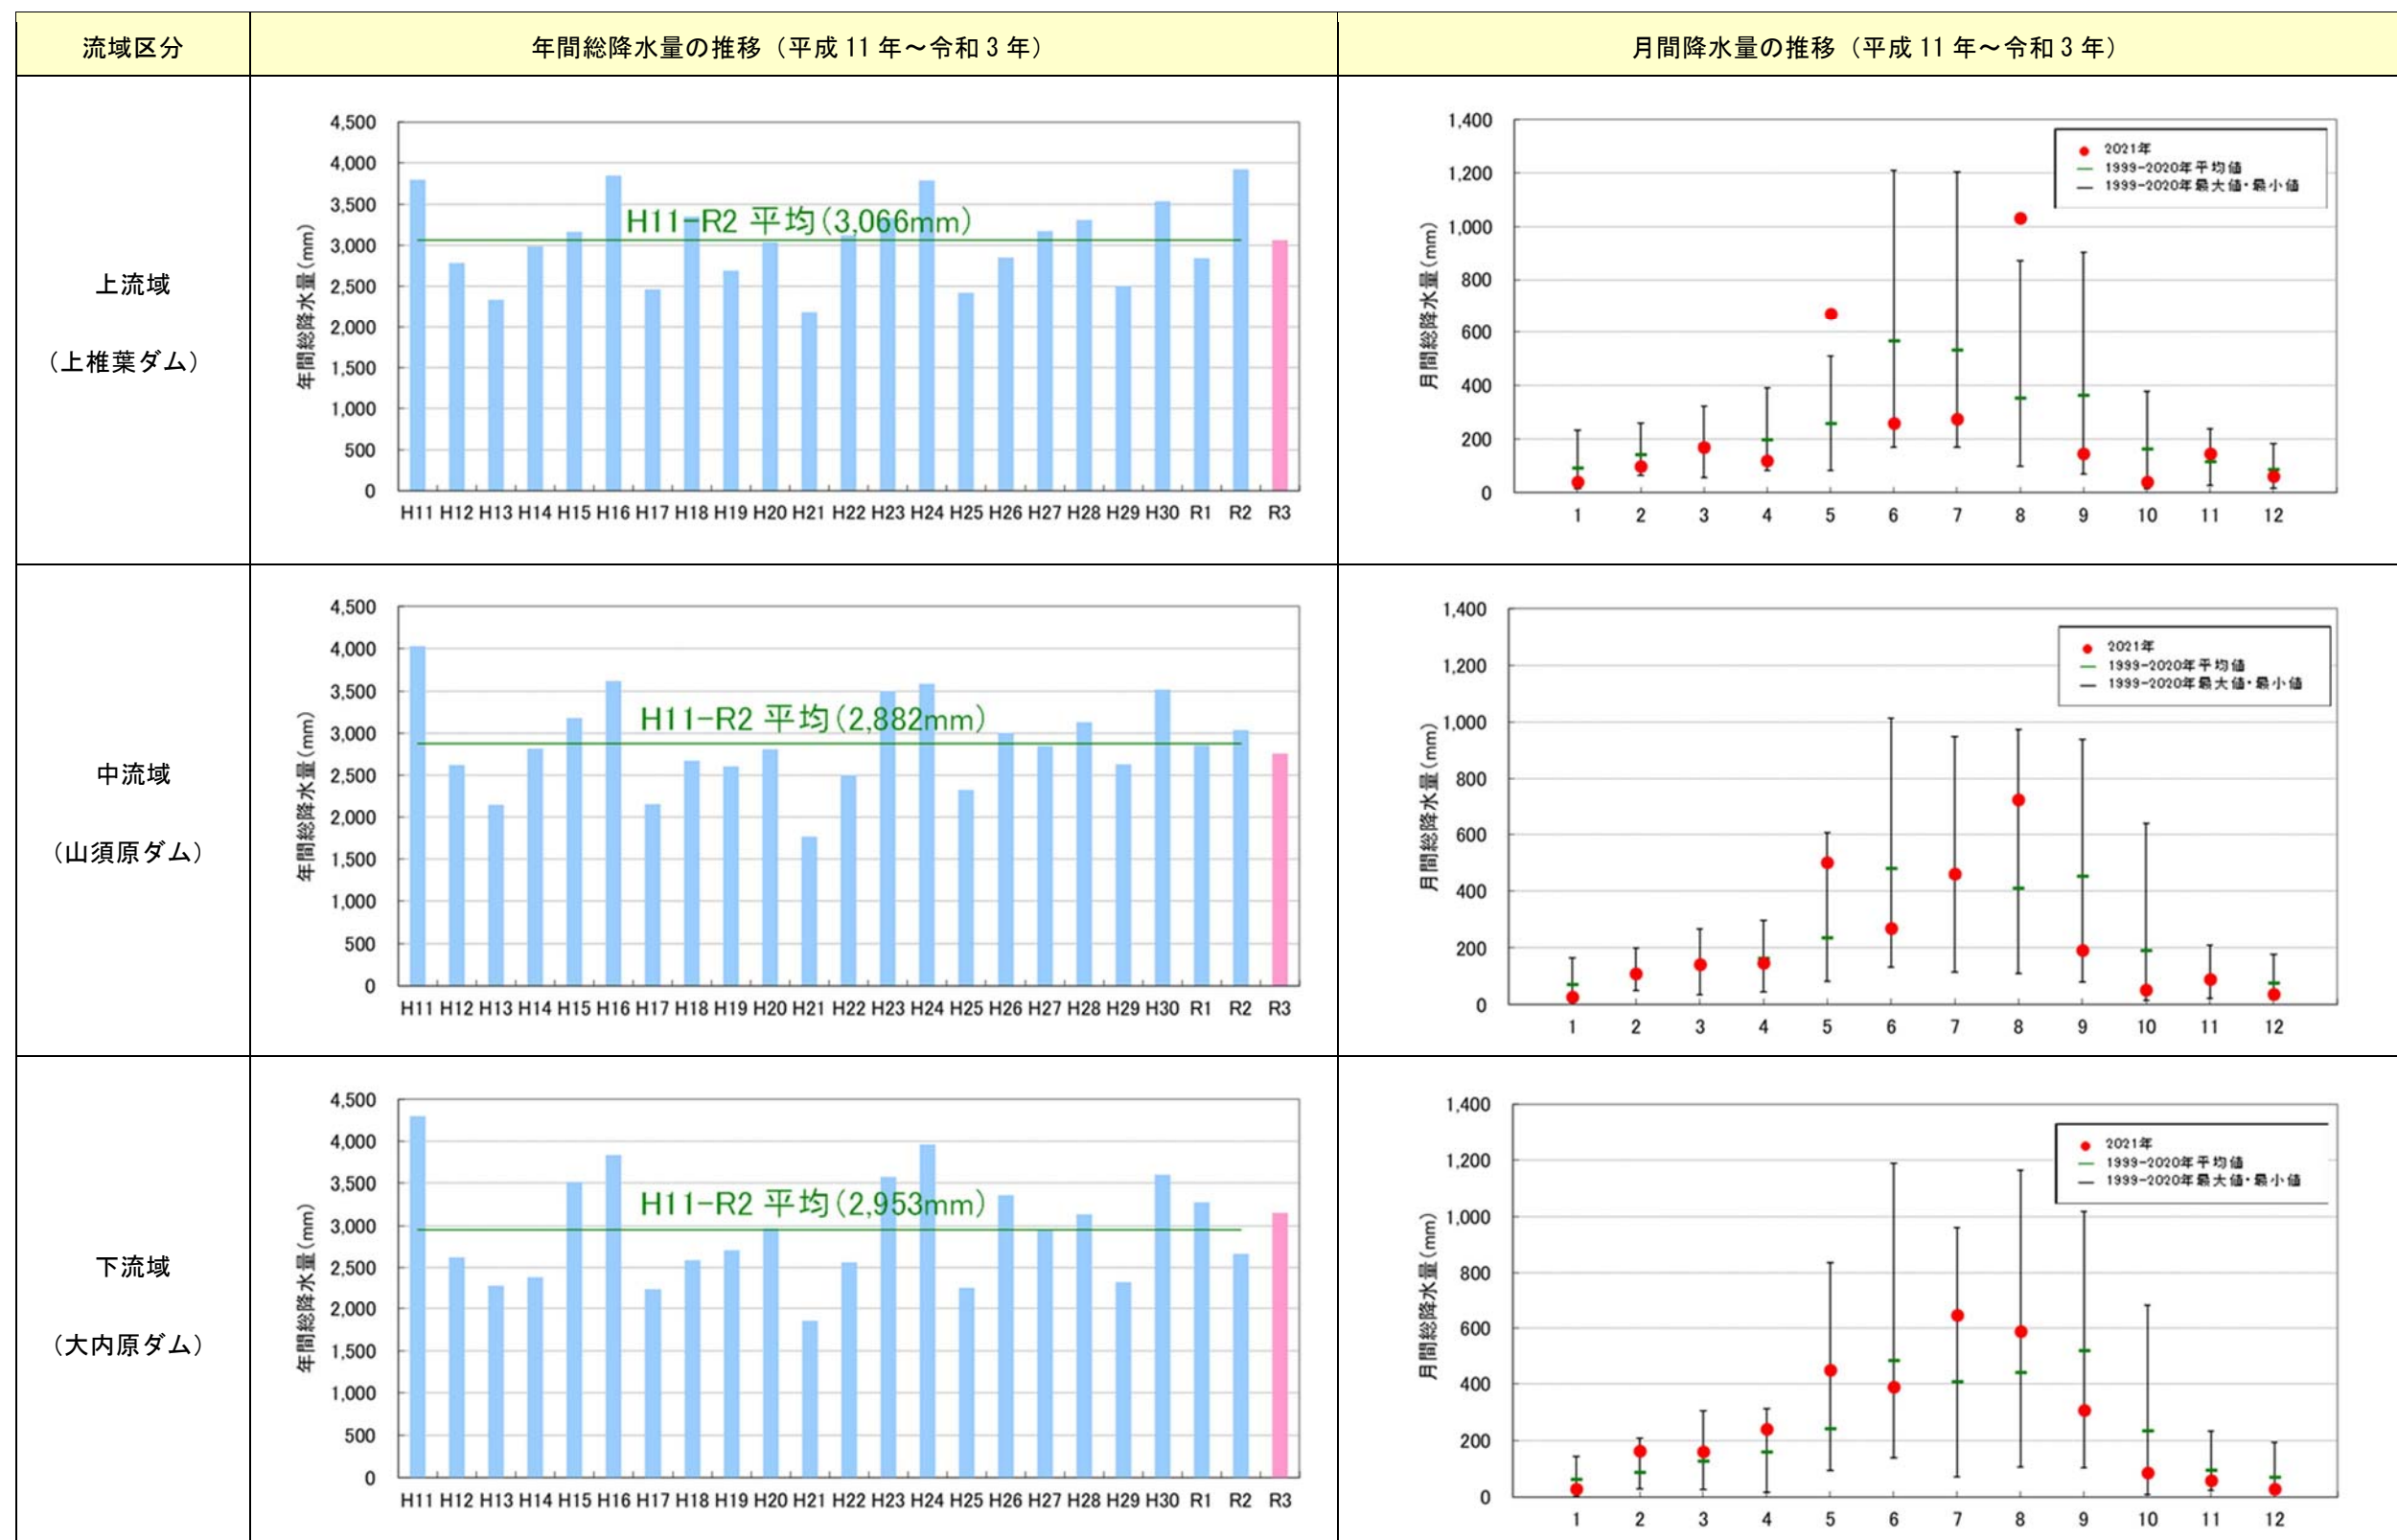 流域区分
年間総降水量の推移（平成 11 年～令和 3 年）
月間降水量の推移（平成 11 年～令和 3 年）
上流域
（上椎葉ダム）
年間総降水量(mm)
4,500
4,000
3,500
3,000
2,500
2,000
1,500
1,000
500
0
H11-R2 平均(3,066mm)
H11 H12 H13 H14 H15 H16 H17 H18 H19 H20 H21 H22 H23 H24 H25 H26 H27 H28 H29 H30 R1 R2 R3
月間総降水量(mm)
1,400
1,200
1,000
800
600
400
200
0
2021年
1999-2020年平均値
1999-2020年最大値・最小値
1 2 3 4 5 6 7 8 9 10 11 12
中流域
（山須原ダム）
年間総降水量(mm)
4,500
4,000
3,500
3,000
2,500
2,000
1,500
1,000
500
0
H11-R2 平均(2,882mm)
H11 H12 H13 H14 H15 H16 H17 H18 H19 H20 H21 H22 H23 H24 H25 H26 H27 H28 H29 H30 R1 R2 R3
月間総降水量(mm)
1,400
1,200
1,000
800
600
400
200
0
2021年
1999-2020年平均値
1999-2020年最大値・最小値
1 2 3 4 5 6 7 8 9 10 11 12
下流域
（大内原ダム）
年間総降水量(mm)
4,500
4,000
3,500
3,000
2,500
2,000
1,500
1,000
500
0
H11-R2 平均(2,953mm)
H11 H12 H13 H14 H15 H16 H17 H18 H19 H20 H21 H22 H23 H24 H25 H26 H27 H28 H29 H30 R1 R2 R3
月間総降水量(mm)
1,400
1,200
1,000
800
600
400
200
0
2021年
1999-2020年平均値
1999-2020年最大値・最小値
1 2 3 4 5 6 7 8 9 10 11 12